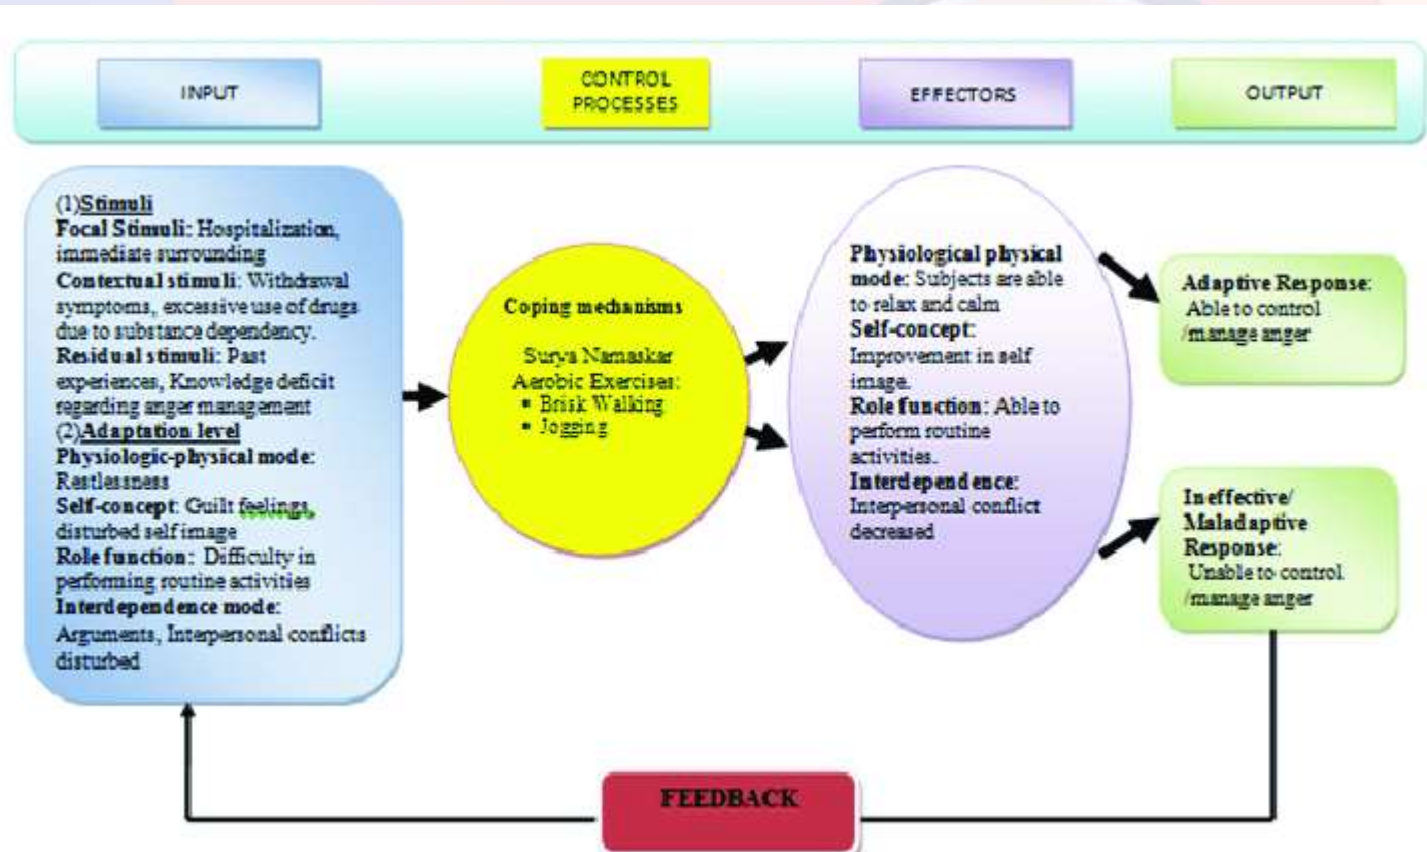 INPUT
CONTROL
PROCESSES
EFFECTORS
OUTPUT
(1)Stimuli
Focal Stimuli: Hospitalization,
immediate surrounding
Contextual stimuli: Withdrawal
symptoms, excessive use of drugs
due to substance dependency.
Residual stimuli: Past
experiences, Knowledge deficit
regarding anger management
(2)Adaptation level
Physiologic-physical mode:
Restlessness
Self-concept: Guilt feelings,
disturbed self image
Role function: Difficulty in
performing routine activities
Interdependence mode:
Arguments, Interpersonal conflicts
disturbed
Coping mechanisms
Surya Namaskar
Aerobic Exercises:
▪ Brisk Walking
▪ Jogging
Physiological physical
mode: Subjects are able
to relax and calm
Self-concept:
Improvement in self
image.
Role function: Able to
perform routine
activities.
Interdependence:
Interpersonal conflict
decreased
Adaptive Response:
Able to control
/manage anger
Ineffective/
Maladaptive
Response:
Unable to control
/manage anger
FEEDBACK